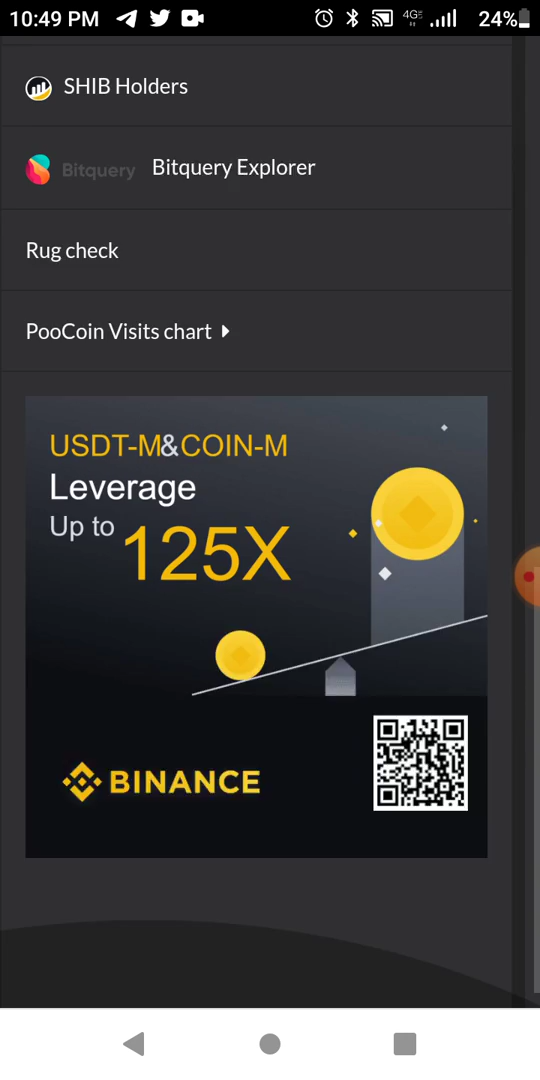 10:49 PM
4GE
24%
SHIB Holders
Bitquery
Bitquery Explorer
Rug check
PooCoin Visits chart
USDT-M&COIN-M
Leverage
Up to 125X
BINANCE